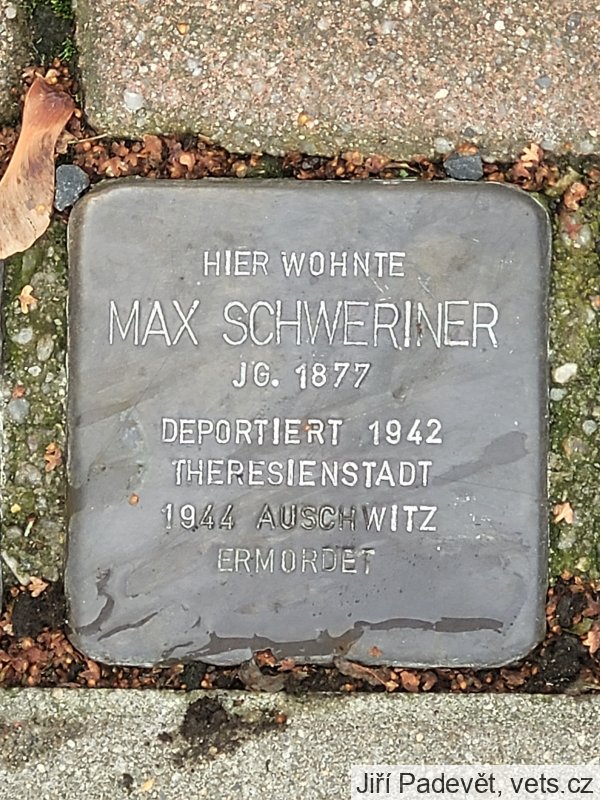 HIER WOHNTE
MAX SCHWERINER
JG. 1877
DEPORTIERT 1942
THERESIENSTADT
1944 AUSCHWITZ
ERMORDET
Jiří Padevět, vets.cz